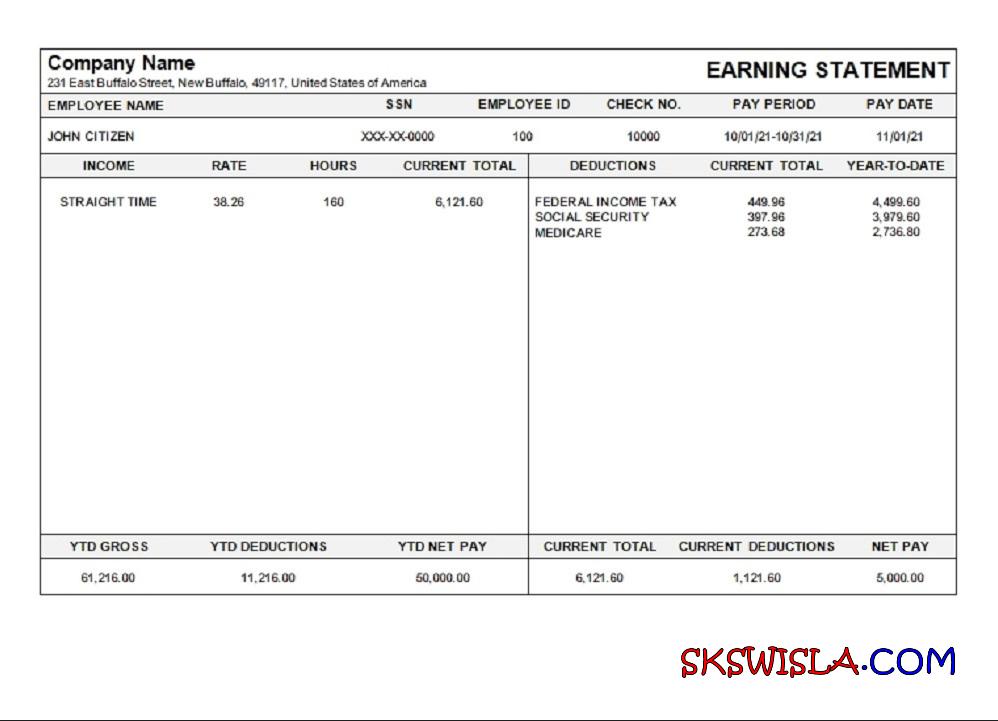 Company Name
231 East Buffalo Street, New Buffalo, 49117, United States of America
EARNING STATEMENT
EMPLOYEE NAME SSN EMPLOYEE ID CHECK NO. PAY PERIOD PAY DATE
JOHN CITIZEN XXX-XX-0000 100 10000 10/01/21-10/31/21 11/01/21
INCOME RATE HOURS CURRENT TOTAL DEDUCTIONS CURRENT TOTAL YEAR-TO-DATE
STRAIGHT TIME 38.26 160 6,121.60 FEDERAL INCOME TAX 449.96 4,499.60
SOCIAL SECURITY 397.96 3,979.60
MEDICARE 273.68 2,736.80
YTD GROSS YTD DEDUCTIONS YTD NET PAY CURRENT TOTAL CURRENT DEDUCTIONS NET PAY
61,216.00 11,216.00 50,000.00 6,121.60 1,121.60 5,000.00
SKSWISLA.COM